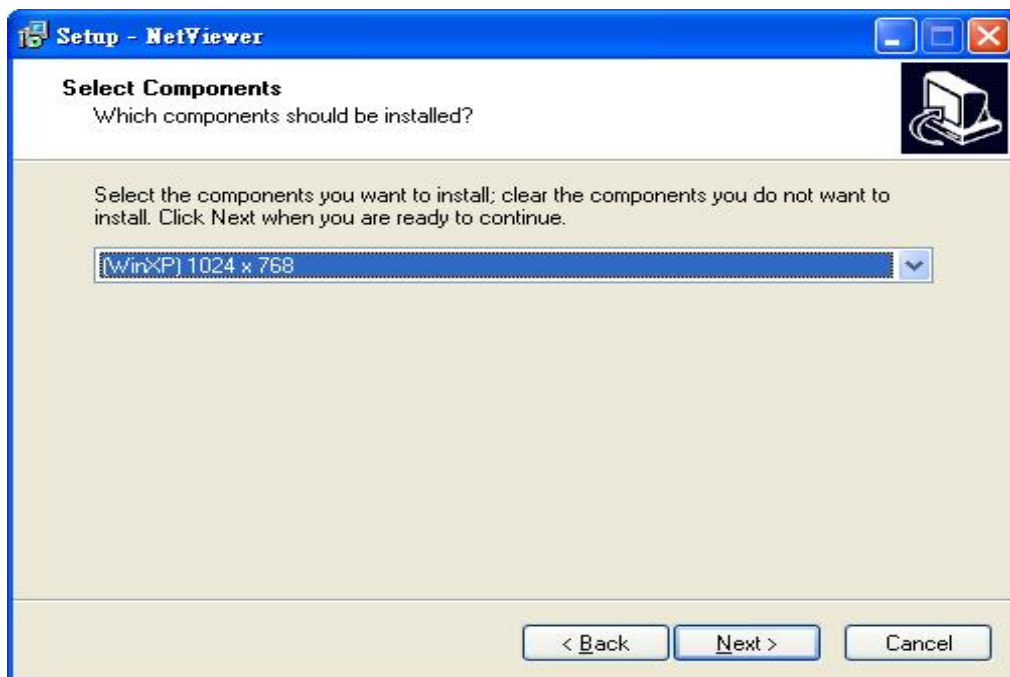 Setup - NetViewer
Select Components
Which components should be installed?
Select the components you want to install; clear the components you do not want to
install. Click Next when you are ready to continue.
(WinXP) 1024 x 768
< Back
Next >
Cancel